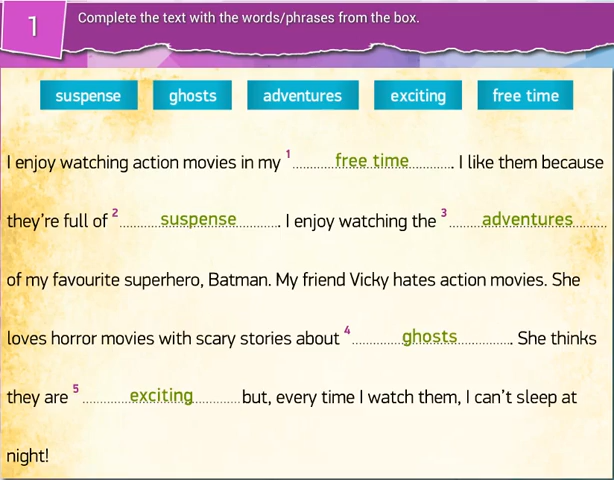 1
Complete the text with the words/phrases from the box.
suspense ghosts adventures exciting free time
I enjoy watching action movies in my 1 free time. I like them because
they're full of 2 suspense. I enjoy watching the 3 adventures
of my favourite superhero, Batman. My friend Vicky hates action movies. She
loves horror movies with scary stories about 4 ghosts. She thinks
they are 5 exciting but, every time I watch them, I can't sleep at
night!